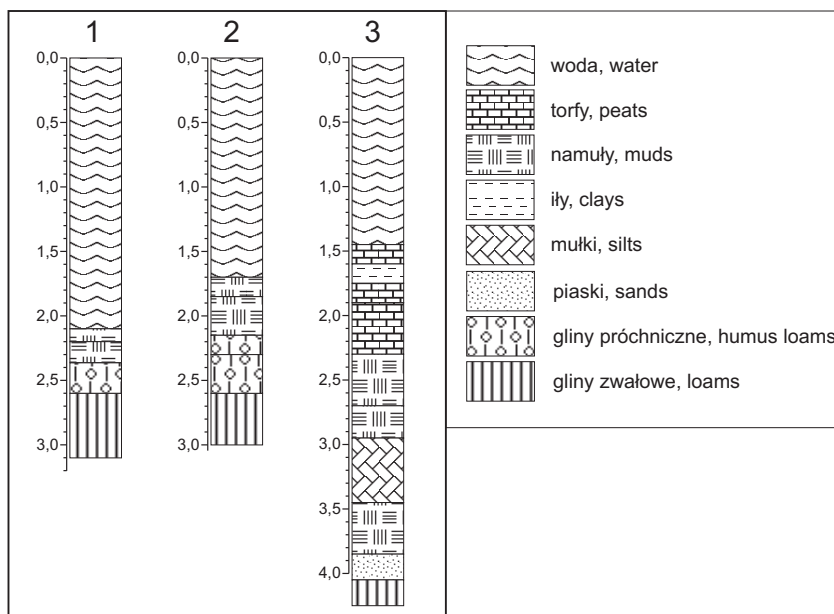 1 2 3
0,0 0,0 0,0
0,5 0,5 0,5
1,0 1,0 1,0
1,5 1,5 1,5
2,0 2,0 2,0
2,5 2,5 2,5
3,0 3,0 3,0
3,5
4,0
woda, water
torfy, peats
namuły, muds
iły, clays
mułki, silts
piaski, sands
gliny próchniczne, humus loams
gliny zwałowe, loams